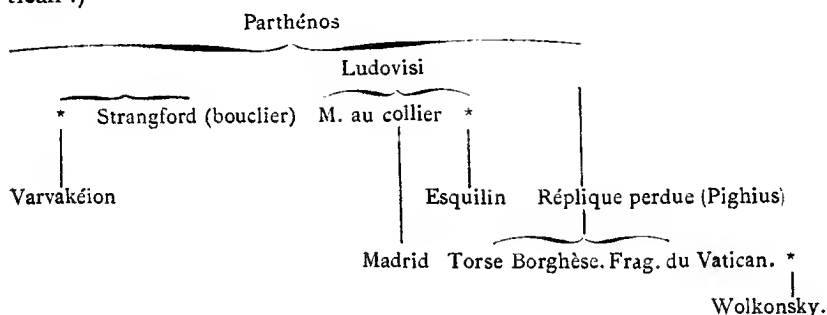 tican .)
Parthénos
Ludovisi
* Strangford (bouclier) M. au collier *
Varvakéion Esquilin Réplique perdue (Pighius)
Madrid Torse Borghèse. Frag. du Vatican. *
Wolkonsky.